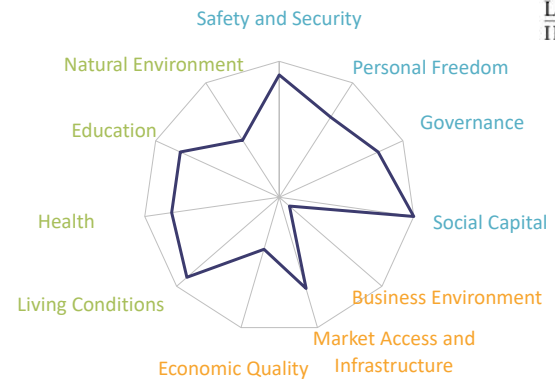 Safety and Security
Natural Environment
Personal Freedom
Education
Governance
Health
Social Capital
Living Conditions
Business Environment
Market Access and
Infrastructure
Economic Quality